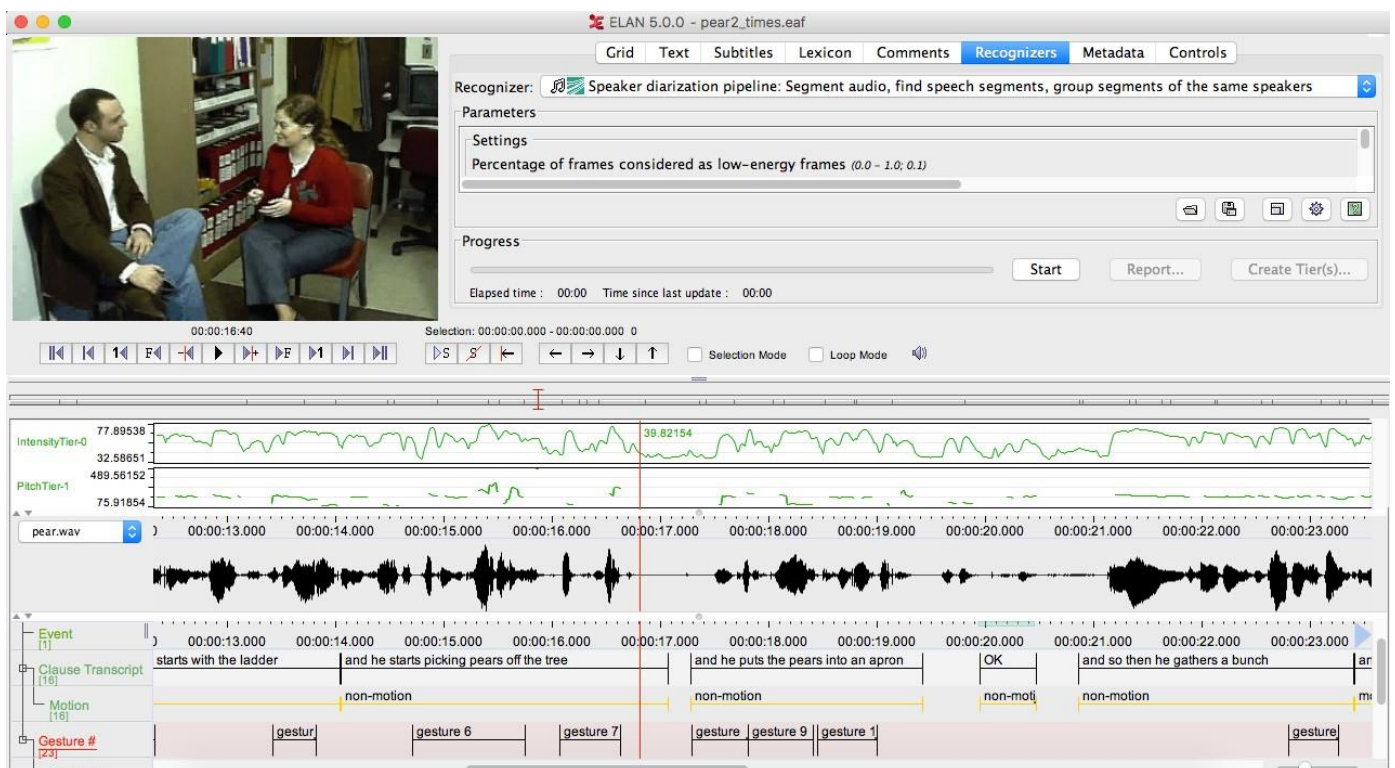 ELAN 5.0.0 - pear2_times.eaf
Grid Text Subtitles Lexicon Comments Recognizers Metadata Controls
Recognizer: Speaker diarization pipeline: Segment audio, find speech segments, group segments of the same speakers
Parameters
Settings
Percentage of frames considered as low-energy frames (0.0 – 1.0; 0.1)
Progress
Start Report... Create Tier(s)...
Elapsed time : 00:00 Time since last update : 00:00
00:00:16:40 Selection: 00:00:00.000 - 00:00:00.000 0
1 F + F 1 S S Selection Mode Loop Mode
IntensityTier-0 77.89538 39.82154
32.58651
PitchTier-1 489.56152
75.91854
pear.wav 00:00:13.000 00:00:14.000 00:00:15.000 00:00:16.000 00:00:17.000 00:00:18.000 00:00:19.000 00:00:20.000 00:00:21.000 00:00:22.000 00:00:23.000
Event [1] 00:00:13.000 00:00:14.000 00:00:15.000 00:00:16.000 00:00:17.000 00:00:18.000 00:00:19.000 00:00:20.000 00:00:21.000 00:00:22.000 00:00:23.000
Clause Transcript [16] starts with the ladder and he starts picking pears off the tree and he puts the pears into an apron OK and so then he gathers a bunch
Motion [16] non-motion non-motion non-moti non-motion
Gesture # [23] gestur gesture 6 gesture 7 gesture gesture 9 gesture 1 gesture